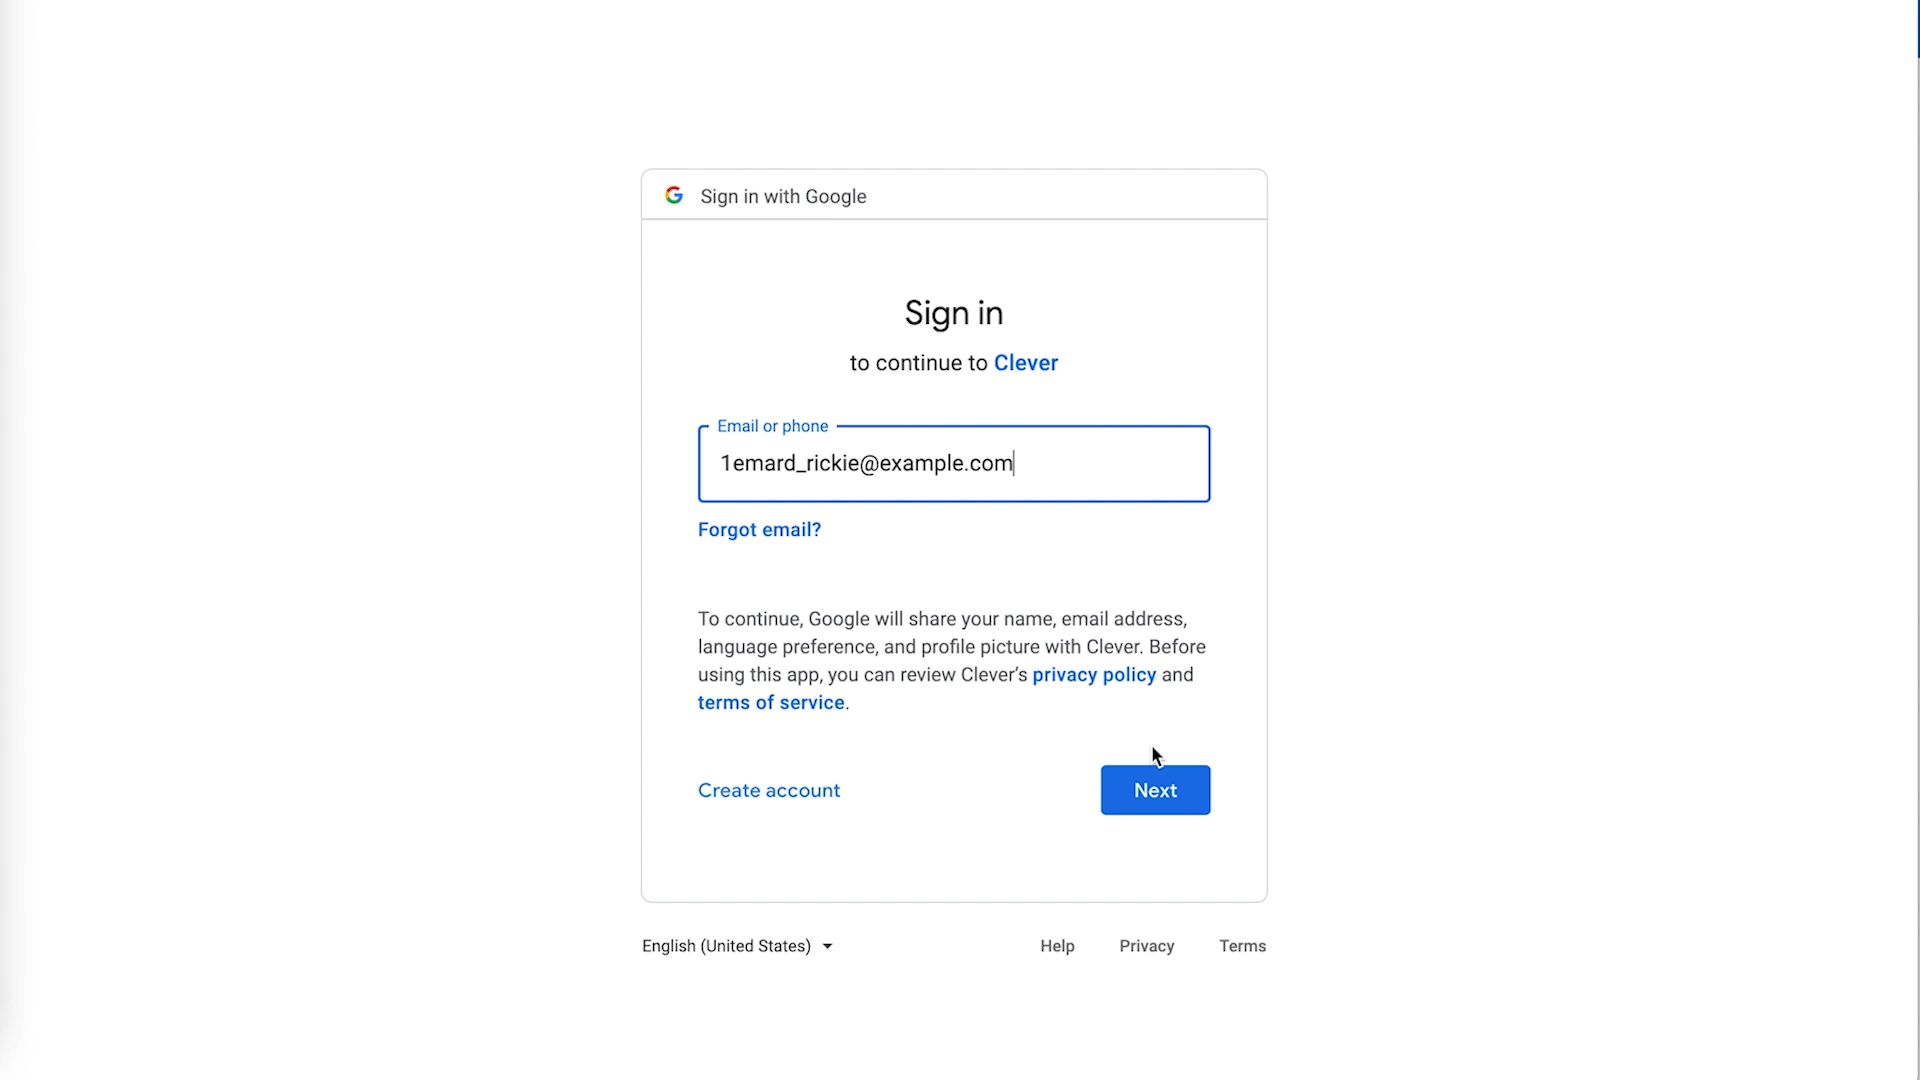 Sign in with Google
Sign in
to continue to Clever
Email or phone
1emard_rickie@example.com
Forgot email?
To continue, Google will share your name, email address,
language preference, and profile picture with Clever. Before
using this app, you can review Clever’s privacy policy and
terms of service.
Create account
Next
English (United States)
Help
Privacy
Terms